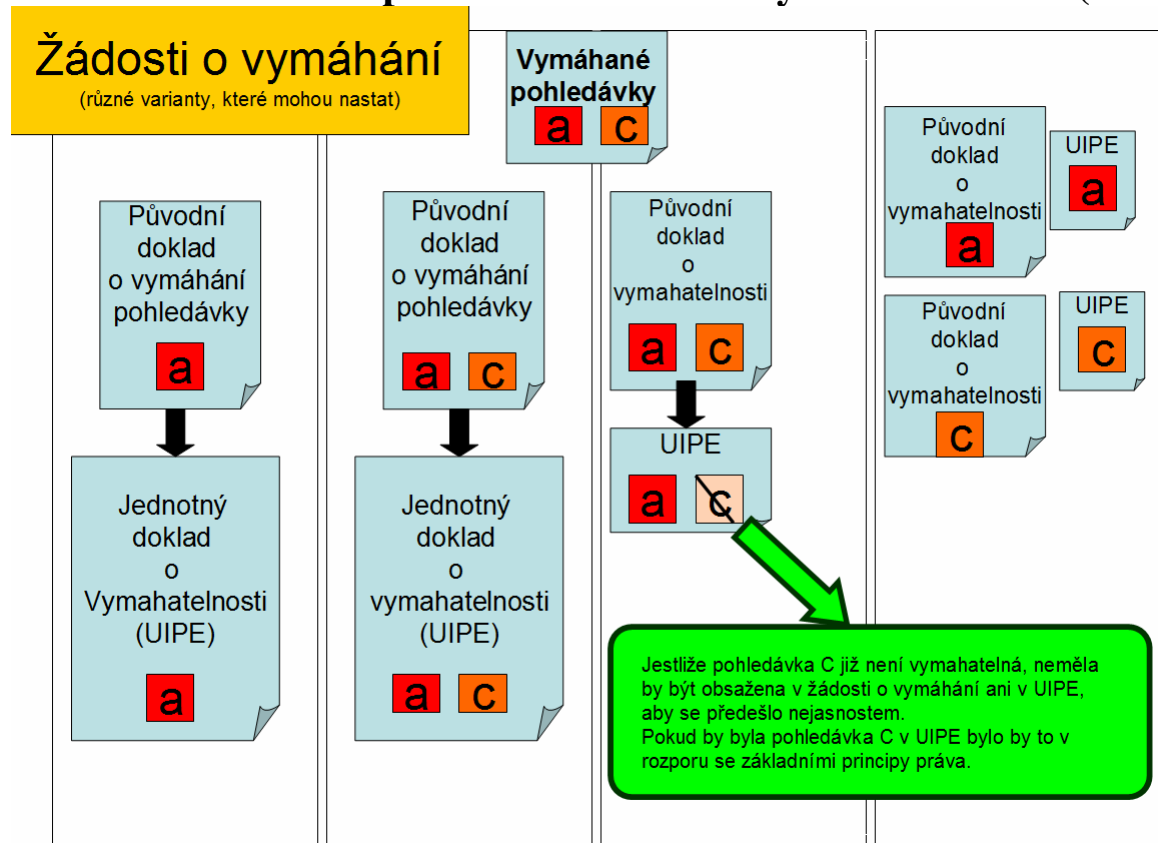 Žádosti o vymáhání
(různé varianty, které mohou nastat)
Vymáhané
pohledávky
a c
Původní
doklad
o vymáhání
pohledávky
a
Jednotný
doklad
o
Vymahatelnosti
(UIPE)
a
Původní
doklad
o vymáhání
pohledávky
a c
Jednotný
doklad
o
vymahatelnosti
(UIPE)
a c
Původní
doklad
o
vymahatelnosti
a c
UIPE
a c
Jestliže pohledávka C již není vymahatelná, neměla
by být obsažena v žádosti o vymáhání ani v UIPE,
aby se předešlo nejasnostem.
Pokud by byla pohledávka C v UIPE bylo by to v
rozporu se základními principy práva.
Původní
doklad
o
vymahatelnosti
a
UIPE
a
Původní
doklad
o
vymahatelnosti
c
UIPE
c